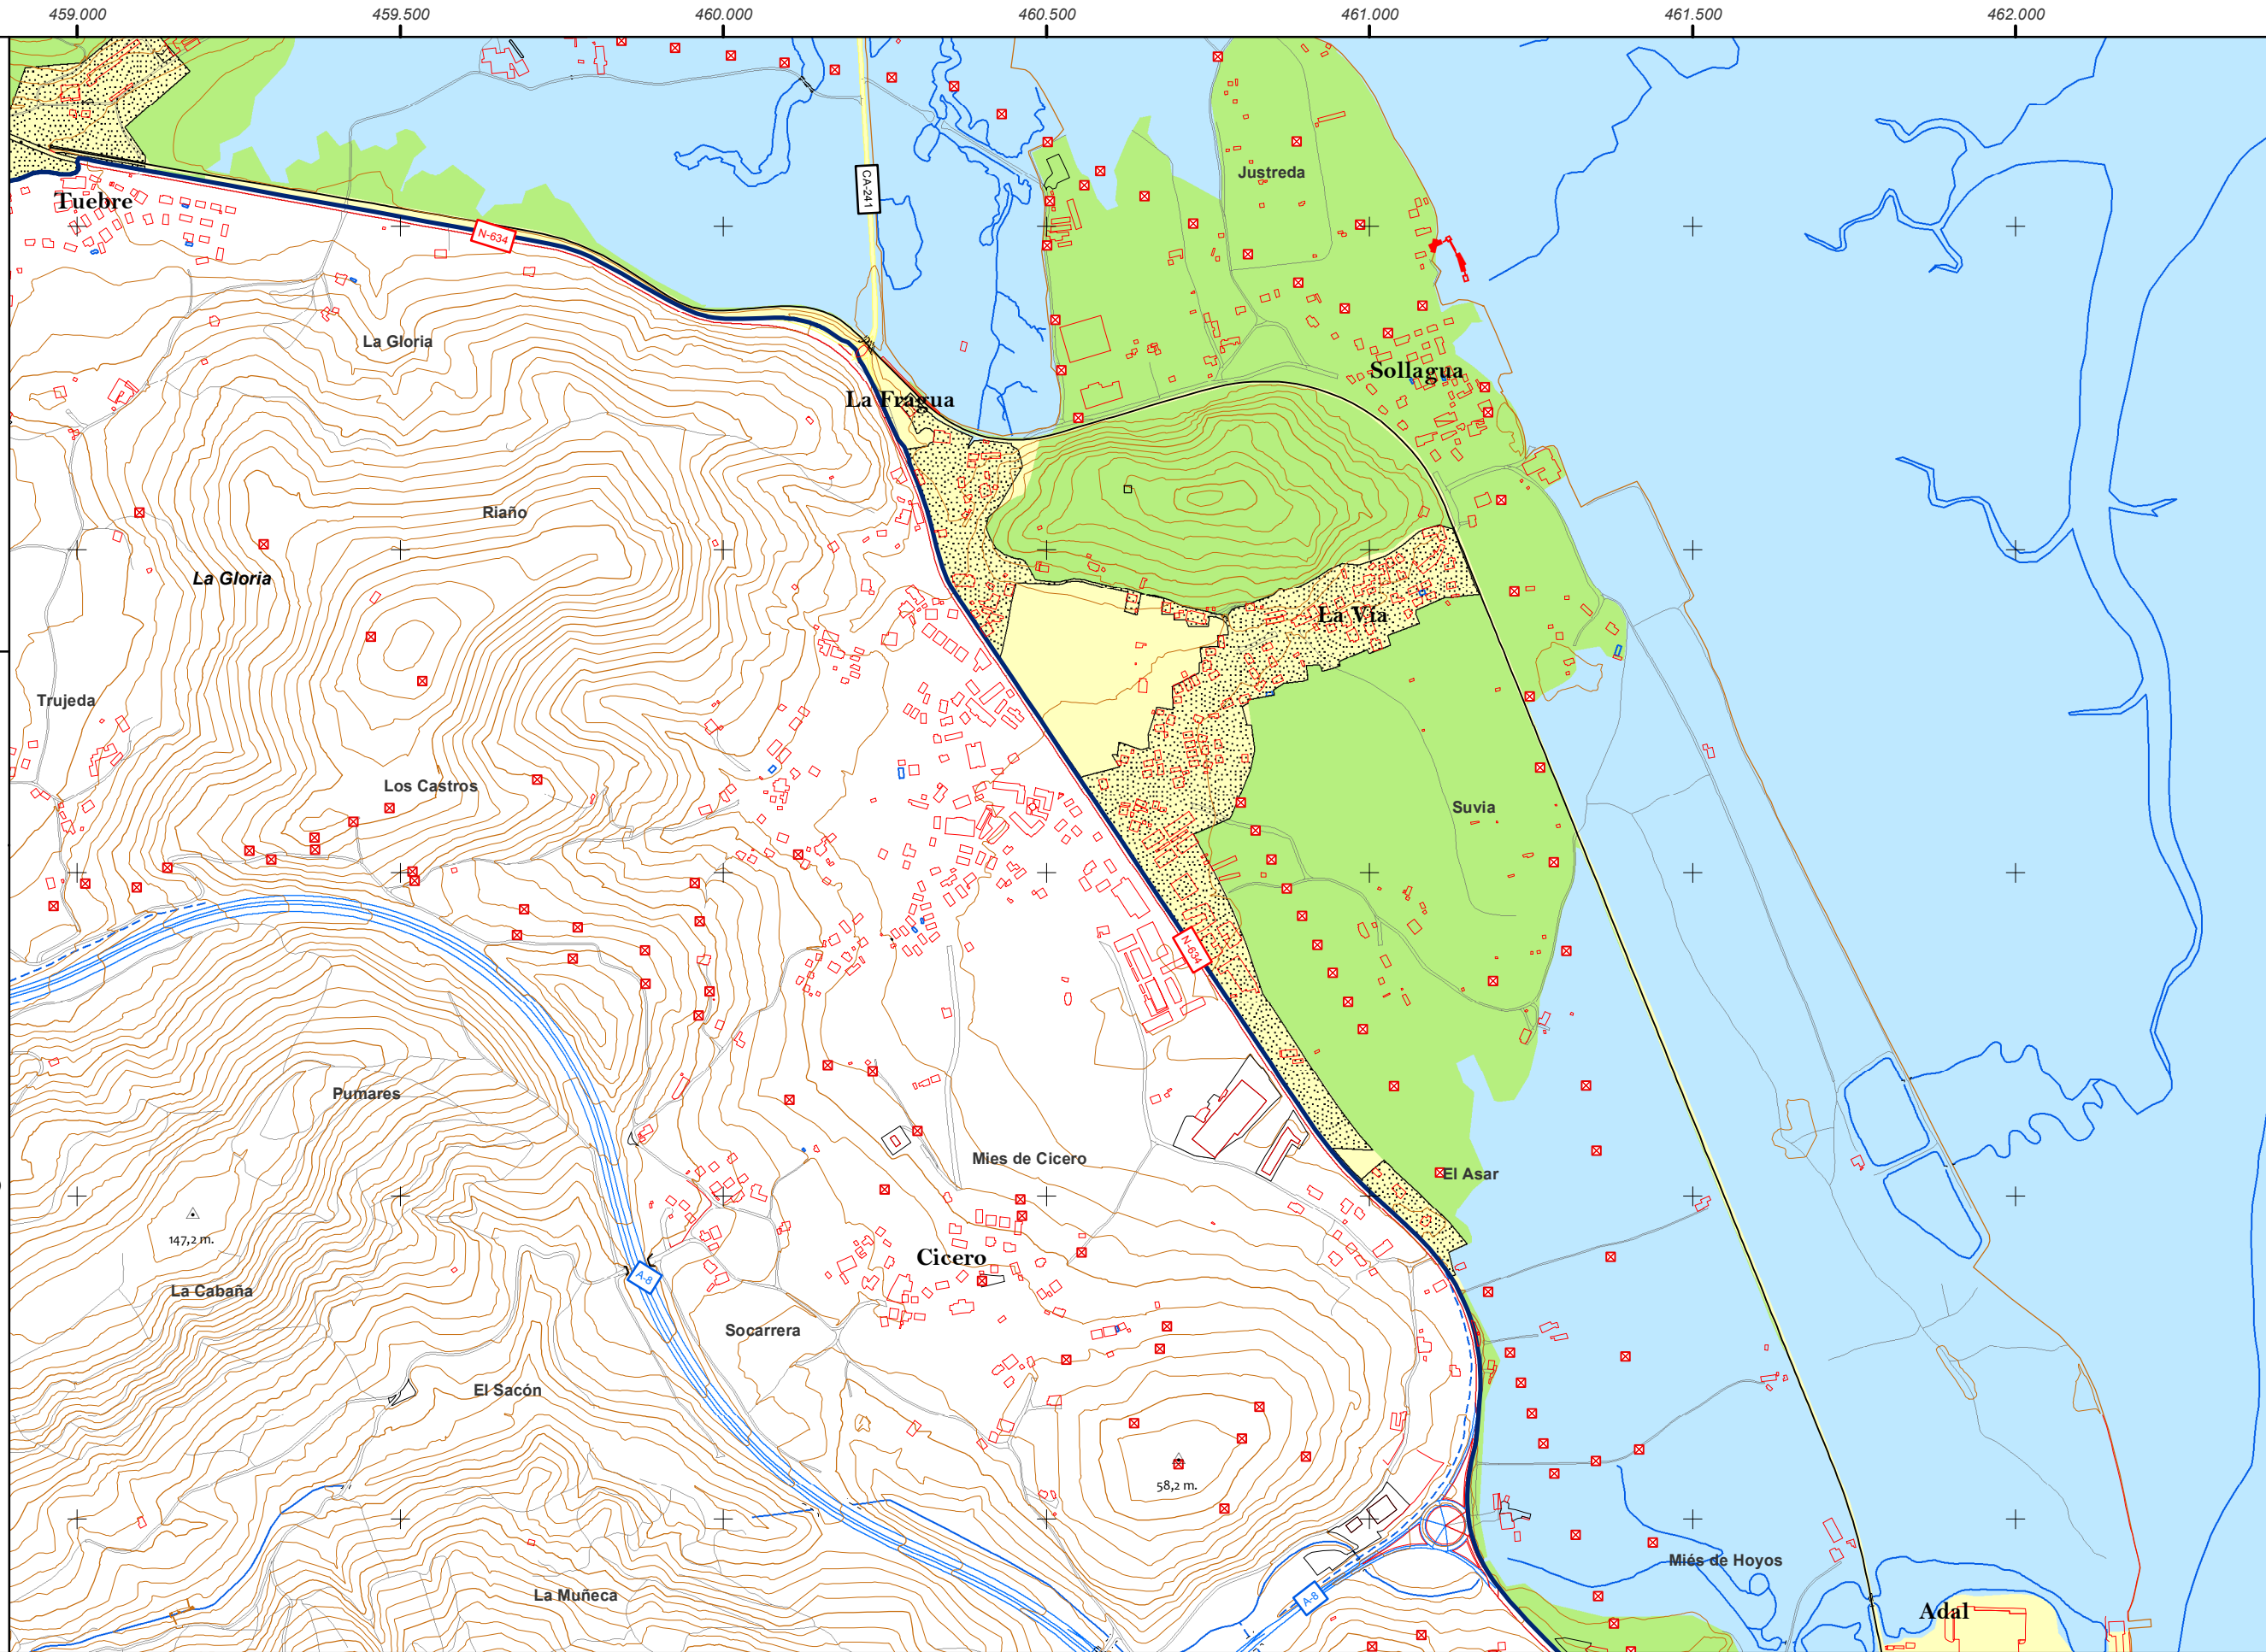 459.000
459.500
460.000
460.500
461.000
461.500
462.000
CA-241
Justreda
Tuebre
N-634
La Gloria
Sollagua
La Fragua
Riaño
La Gloria
La Vía
Trujeda
Los Castros
Suvia
N-634
Pumares
Mies de Cicero
El Asar
147,2 m.
Cicero
A-8
La Cabaña
Socarrera
El Sacón
58,2 m.
Miés de Hoyos
La Muñeca
A-8
Adal